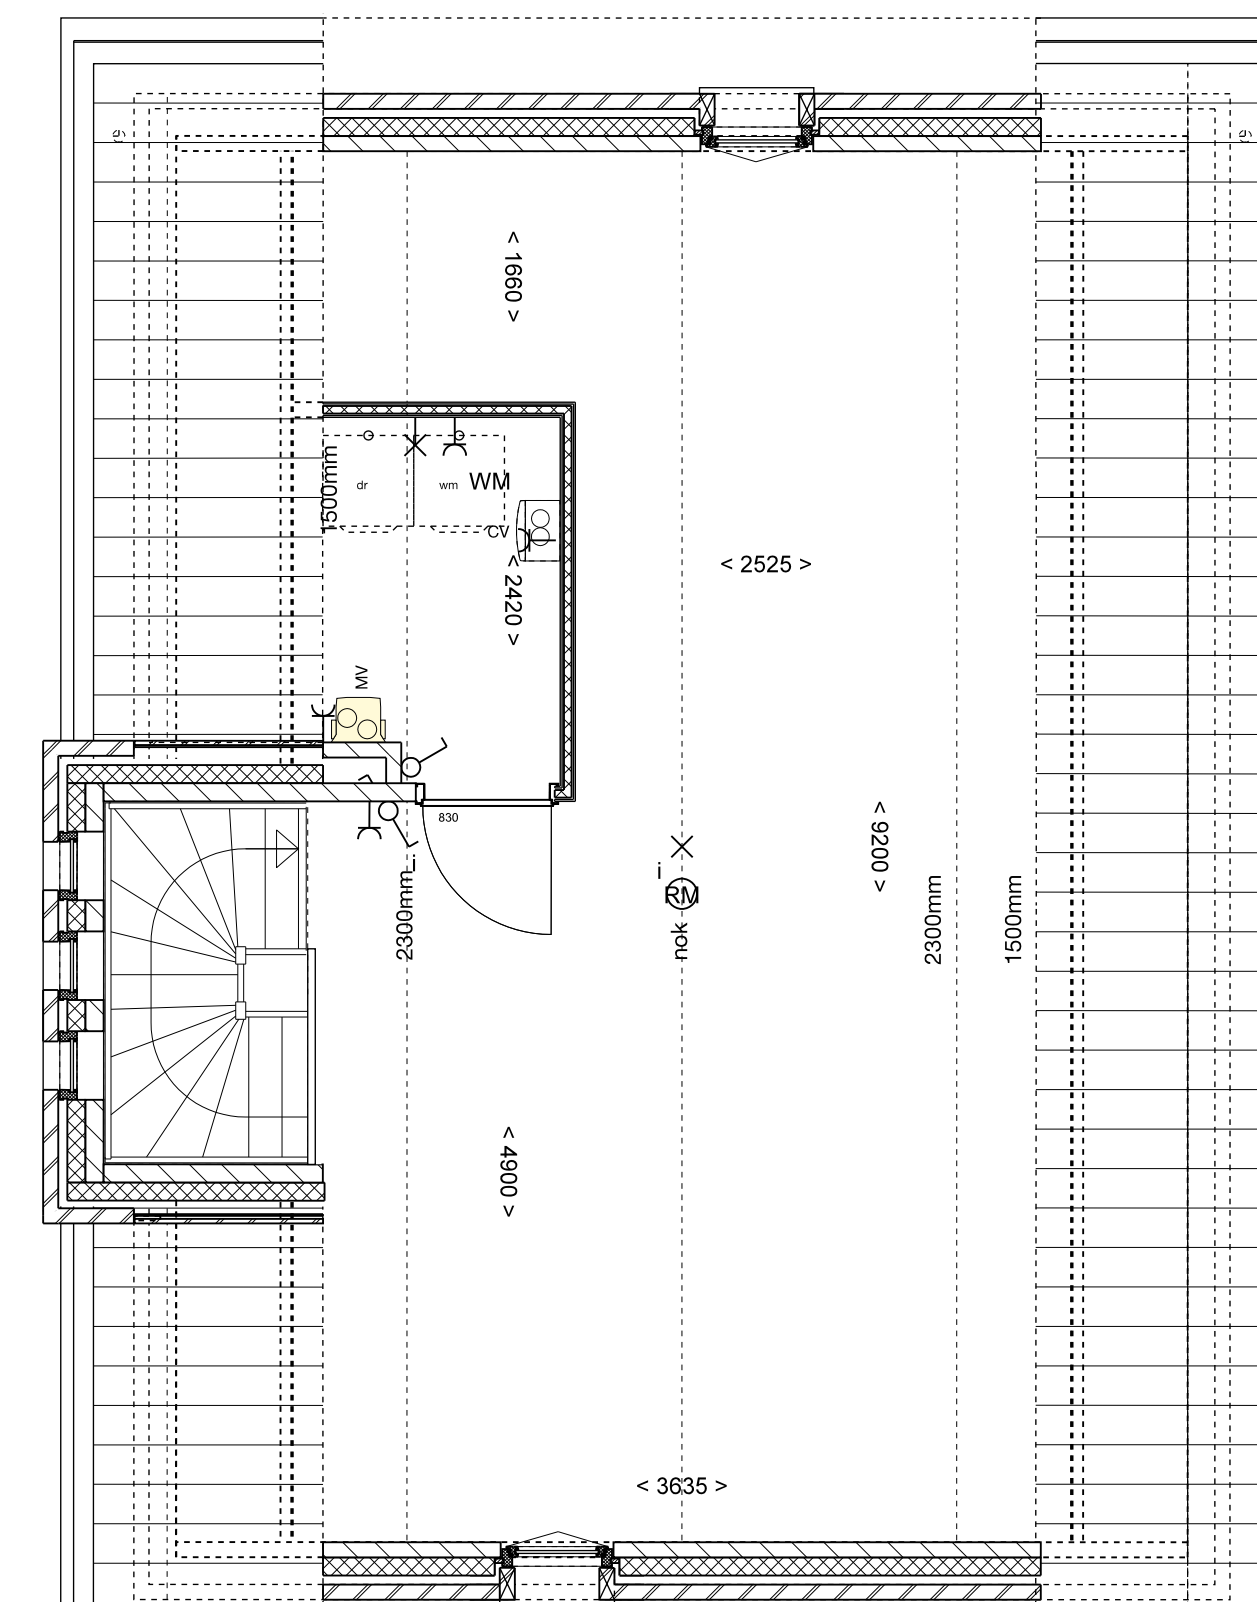 < 1660 >
1500mm
dr
wm
WM
CV
< 2420 >
< 2525 >
MV
830
i
2300mm
i
RM
nok
< 9200 >
2300mm
1500mm
< 4900 >
< 3635 >